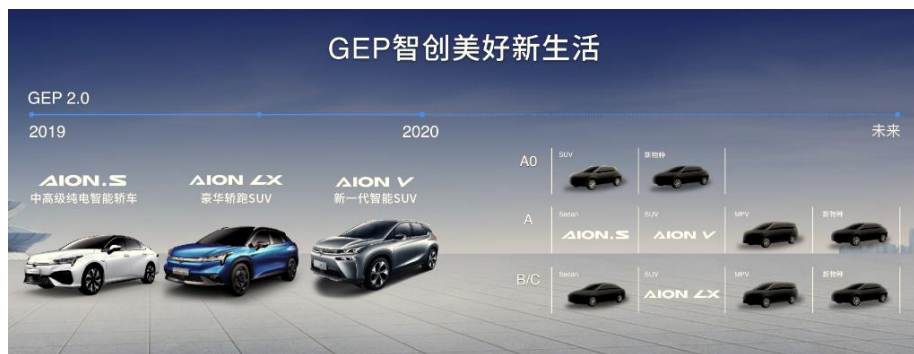 GEP智创美好新生活
GEP 2.0
2019
2020
未来
AION.S
中高级纯电智能轿车
AION LX
豪华轿跑SUV
AION V
新一代智能SUV
A0
SUV
新物种
A
Sedan
SUV
MPV
新物种
AION.S
AION V
B/C
Sedan
SUV
MPV
新物种
AION LX